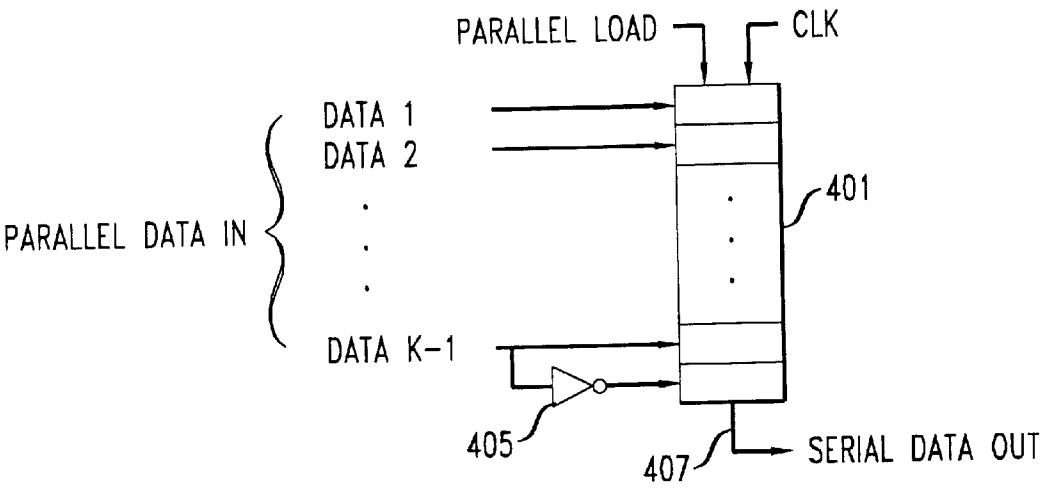 PARALLEL LOAD
CLK
DATA 1
DATA 2
401
PARALLEL DATA IN
DATA K-1
405
407
SERIAL DATA OUT